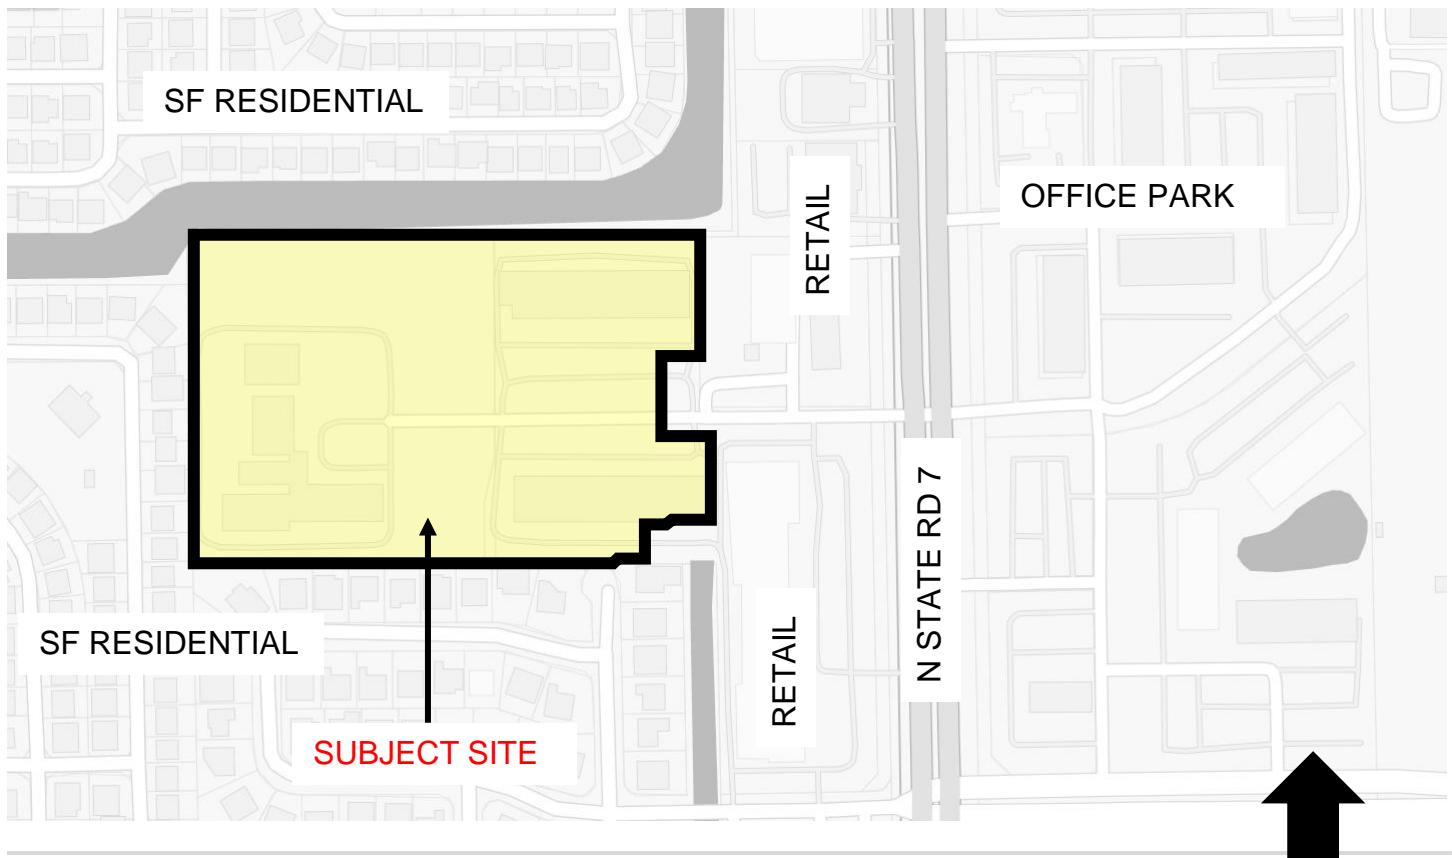 SF RESIDENTIAL
OFFICE PARK
RETAIL
N STATE RD 7
SF RESIDENTIAL
RETAIL
SUBJECT SITE